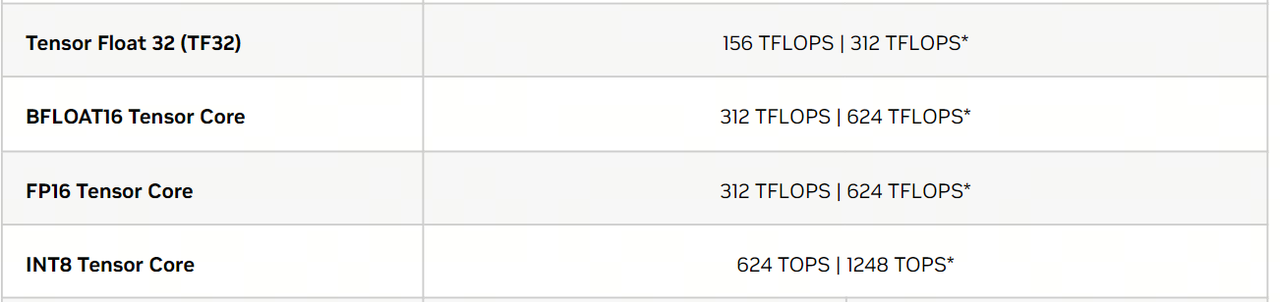 Tensor Float 32 (TF32) 156 TFLOPS | 312 TFLOPS*
BFLOAT16 Tensor Core 312 TFLOPS | 624 TFLOPS*
FP16 Tensor Core 312 TFLOPS | 624 TFLOPS*
INT8 Tensor Core 624 TOPS | 1248 TOPS*